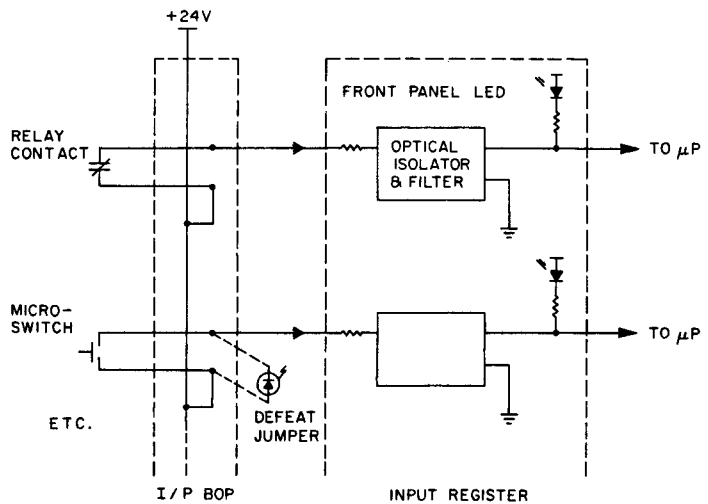 +24V
FRONT PANEL LED
RELAY
CONTACT
OPTICAL
ISOLATOR
& FILTER
TO μP
MICRO-
SWITCH
TO μP
ETC.
DEFEAT
JUMPER
I/P BOP
INPUT REGISTER